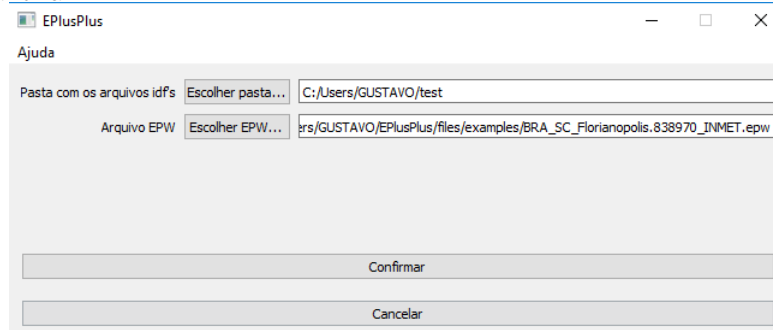 EPlusPlus
Ajuda
Pasta com os arquivos idf's Escolher pasta... C:/Users/GUSTAVO/test
Arquivo EPW Escolher EPW... ers/GUSTAVO/EPlusPlus/files/examples/BRA_SC_Florianopolis.838970_INMET.epw
Confirmar
Cancelar